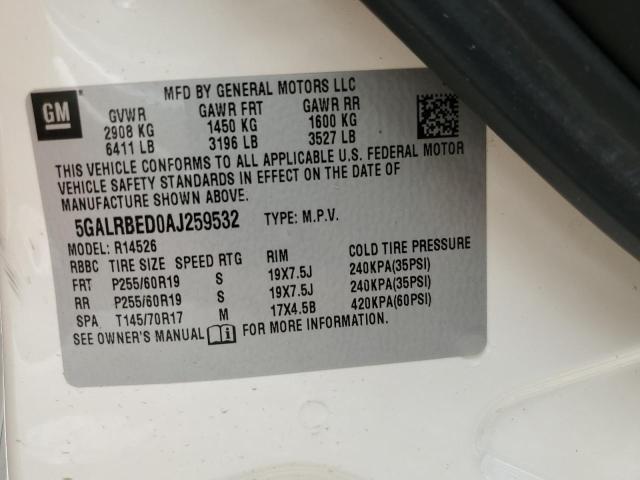 MFD BY GENERAL MOTORS LLC
GM
GVWR GAWR FRT GAWR RR
2908 KG 1450 KG 1600 KG
6411 LB 3196 LB 3527 LB
THIS VEHICLE CONFORMS TO ALL APPLICABLE U.S. FEDERAL MOTOR
VEHICLE SAFETY STANDARDS IN EFFECT ON THE DATE OF
MANUFACTURE SHOWN ABOVE.
5GALRBED0AJ259532 TYPE: M.P.V.
MODEL: R14526
RBBC TIRE SIZE SPEED RTG RIM COLD TIRE PRESSURE
FRT P255/60R19 S 19X7.5J 240KPA(35PSI)
RR P255/60R19 S 19X7.5J 240KPA(35PSI)
SPA T145/70R17 M 17X4.5B 420KPA(60PSI)
SEE OWNER'S MANUAL FOR MORE INFORMATION.